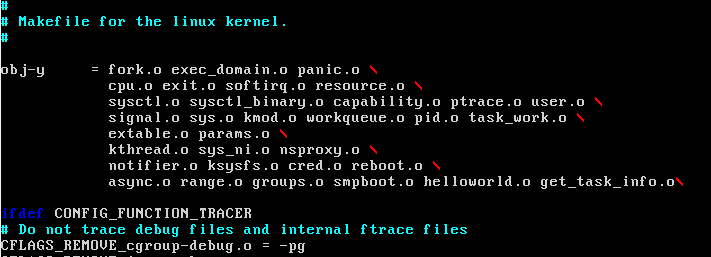 #
# Makefile for the linux kernel.
#
obj-y     = fork.o exec_domain.o panic.o \
            cpu.o exit.o softirq.o resource.o \
            sysctl.o sysctl_binary.o capability.o ptrace.o user.o \
            signal.o sys.o kmod.o workqueue.o pid.o task_work.o \
            extable.o params.o \
            kthread.o sys_ni.o nsproxy.o \
            notifier.o ksysfs.o cred.o reboot.o \
            async.o range.o groups.o smpboot.o helloworld.o get_task_info.o\
ifdef CONFIG_FUNCTION_TRACER
# Do not trace debug files and internal ftrace files
CFLAGS_REMOVE_cgroup-debug.o = -pg